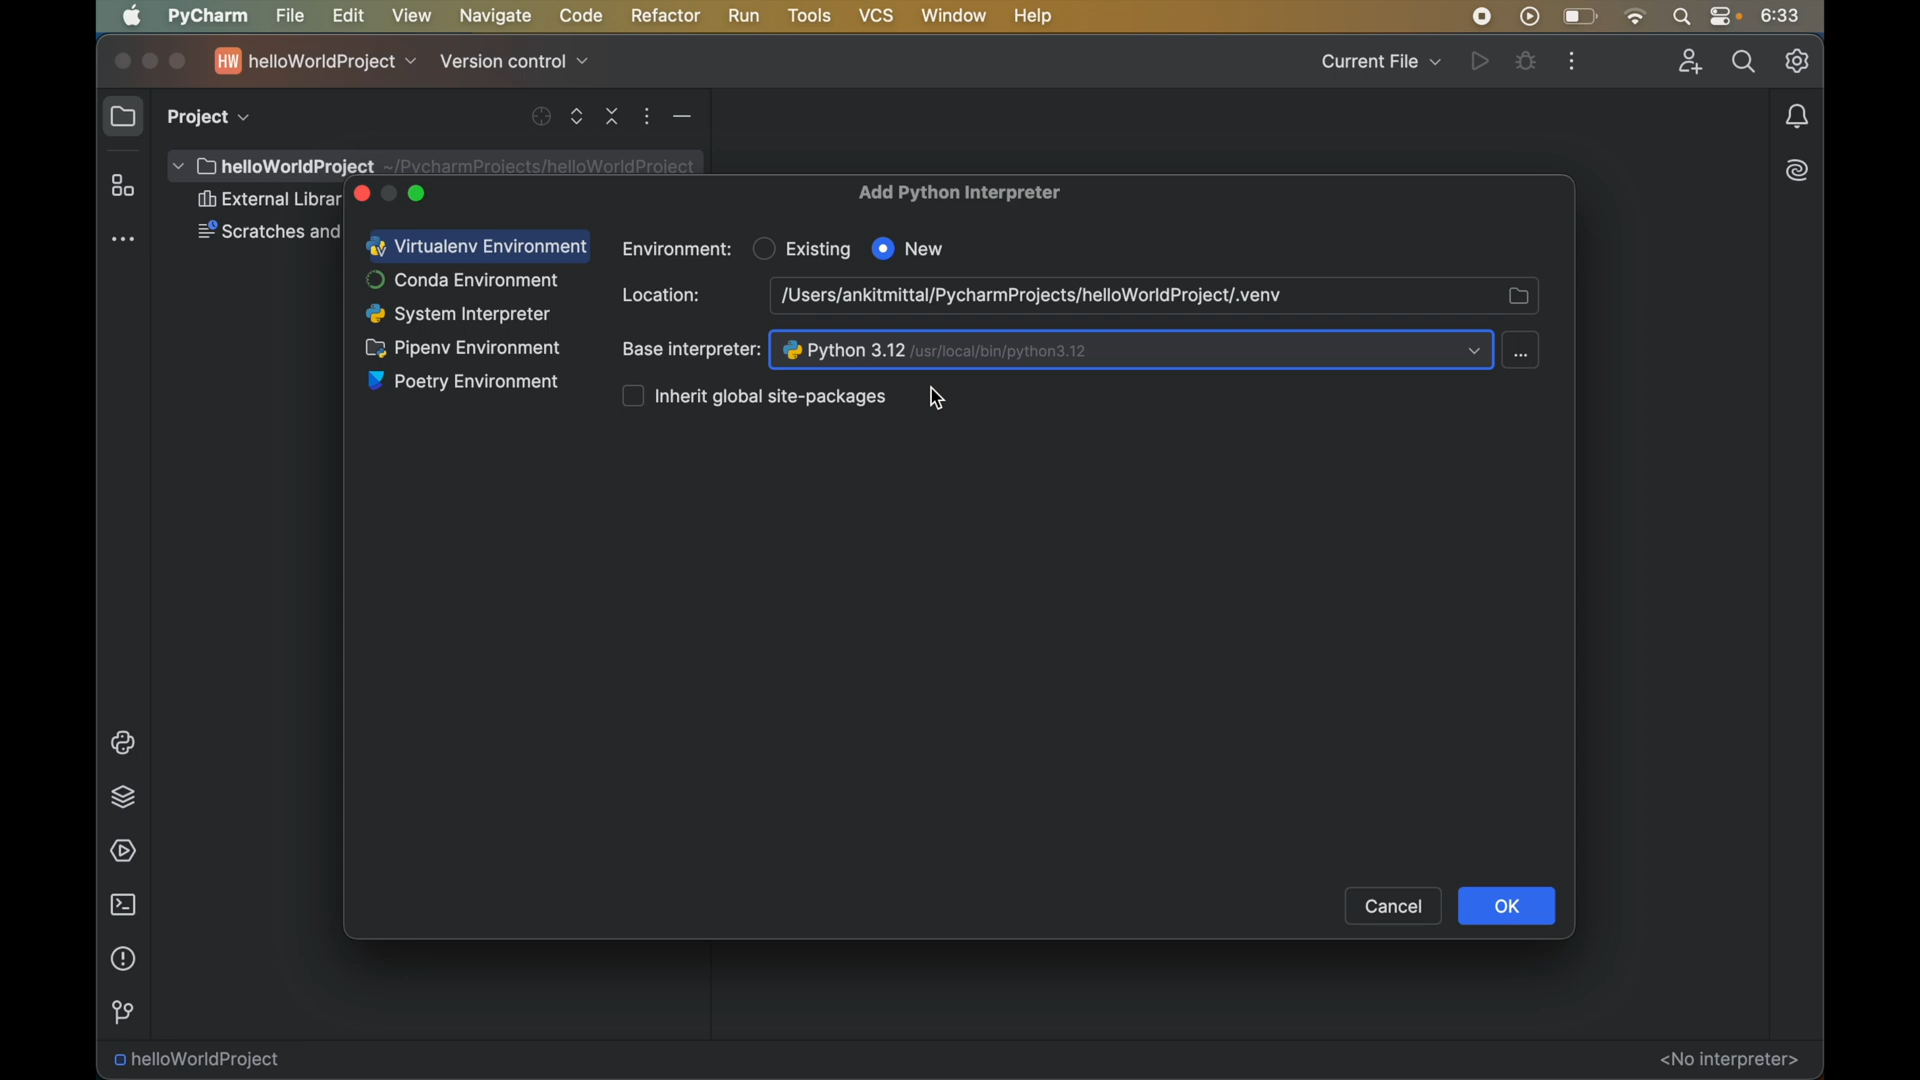 PyCharm File Edit View Navigate Code Refactor Run Tools VCS Window Help 6:33
HW helloWorldProject Version control Current File
Project
helloWorldProject ~/PycharmProjects/helloWorldProject
External Librar
Scratches and
Add Python Interpreter
Virtualenv Environment
Conda Environment
System Interpreter
Pipenv Environment
Poetry Environment
Environment: Existing New
Location: /Users/ankitmittal/PycharmProjects/helloWorldProject/.venv
Base interpreter: Python 3.12 /usr/local/bin/python3.12 ...
Inherit global site-packages
Cancel OK
helloWorldProject <No interpreter>